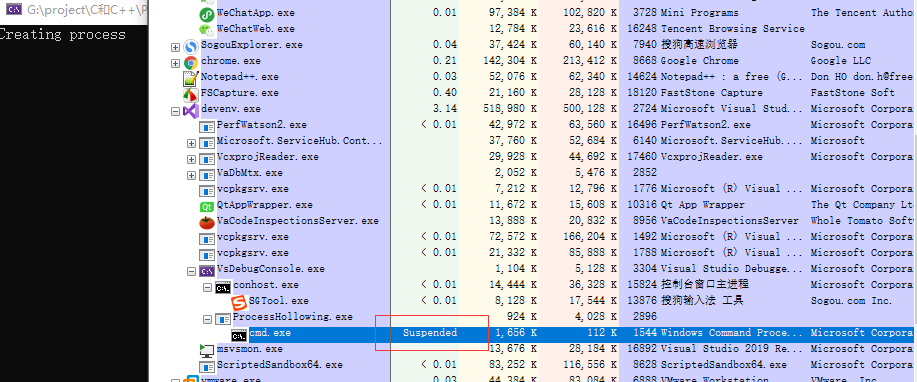 G:\project\C和C++\P
Creating process
WeChatApp.exe 0.01 97,384 K 102,820 K 3728 Mini Programs The Tencent Autho
WeChatWeb.exe 12,784 K 23,616 K 16248 Tencent Browsing Service
SogouExplorer.exe 0.04 37,424 K 60,140 K 7940 搜狗高速浏览器 Sogou.com
chrome.exe 0.21 142,304 K 213,412 K 8668 Google Chrome Google LLC
Notepad++.exe 0.03 52,076 K 62,340 K 14624 Notepad++ : a free (G... Don HO don.h@free
FSCapture.exe 0.40 21,160 K 28,128 K 18120 FastStone Capture FastStone Soft
devenv.exe 3.14 518,980 K 500,128 K 2724 Microsoft Visual Stud... Microsoft Corpora
PerfWatson2.exe < 0.01 42,972 K 63,560 K 16496 PerfWatson2.exe Microsoft Corpora
Microsoft.ServiceHub.Cont... 37,760 K 52,684 K 6140 Microsoft.ServiceHub.... Microsoft
VcxprojReader.exe 29,928 K 44,692 K 17460 VcxprojReader.exe Microsoft Corpora
VaDbMtx.exe 2,052 K 5,476 K 2852
vcpkgsrv.exe < 0.01 7,212 K 12,796 K 1776 Microsoft (R) Visual ... Microsoft Corpora
QtAppWrapper.exe < 0.01 11,672 K 15,608 K 10316 Qt App Wrapper The Qt Company Lt
VaCodeInspectionsServer.exe 13,888 K 20,832 K 8956 VaCodeInspectionsServer Whole Tomato Soft
vcpkgsrv.exe < 0.01 72,572 K 166,204 K 1492 Microsoft (R) Visual ... Microsoft Corpora
vcpkgsrv.exe < 0.01 21,332 K 85,888 K 1788 Microsoft (R) Visual ... Microsoft Corpora
VsDebugConsole.exe 1,104 K 5,128 K 3304 Visual Studio Debugge... Microsoft Corpora
conhost.exe < 0.01 14,444 K 36,328 K 15824 控制台窗口主进程 Microsoft Corpora
SGTool.exe < 0.01 8,128 K 17,544 K 13876 搜狗输入法 工具 Sogou.com Inc.
ProcessHollowing.exe 924 K 4,028 K 2896
cmd.exe Suspended 1,656 K 112 K 1544 Windows Command Proce... Microsoft Corpora
msvsmon.exe 13,676 K 28,184 K 16892 Visual Studio 2019 Re... Microsoft Corpora
ScriptedSandbox64.exe < 0.01 83,252 K 116,556 K 8628 ScriptedSandbox64.exe Microsoft Corpora
vmware.exe 0.03 44,384 K 83,084 K 6888 VMware Workstation VMware, Inc.